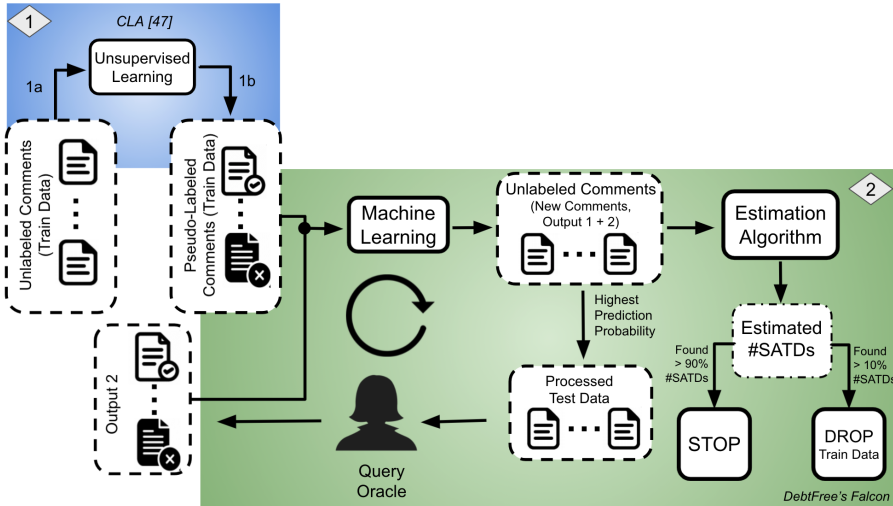 1
CLA [47]
Unsupervised
Learning
1a
1b
Unlabeled Comments
(Train Data)
Pseudo-Labeled
Comments (Train Data)
2
Machine
Learning
Unlabeled Comments
(New Comments,
Output 1 + 2)
Estimation
Algorithm
Highest
Prediction
Probability
Estimated
#SATDs
Found
> 90%
#SATDs
Found
> 10%
#SATDs
Output 2
Processed
Test Data
Query
Oracle
STOP
DROP
Train Data
DebtFree's Falcon